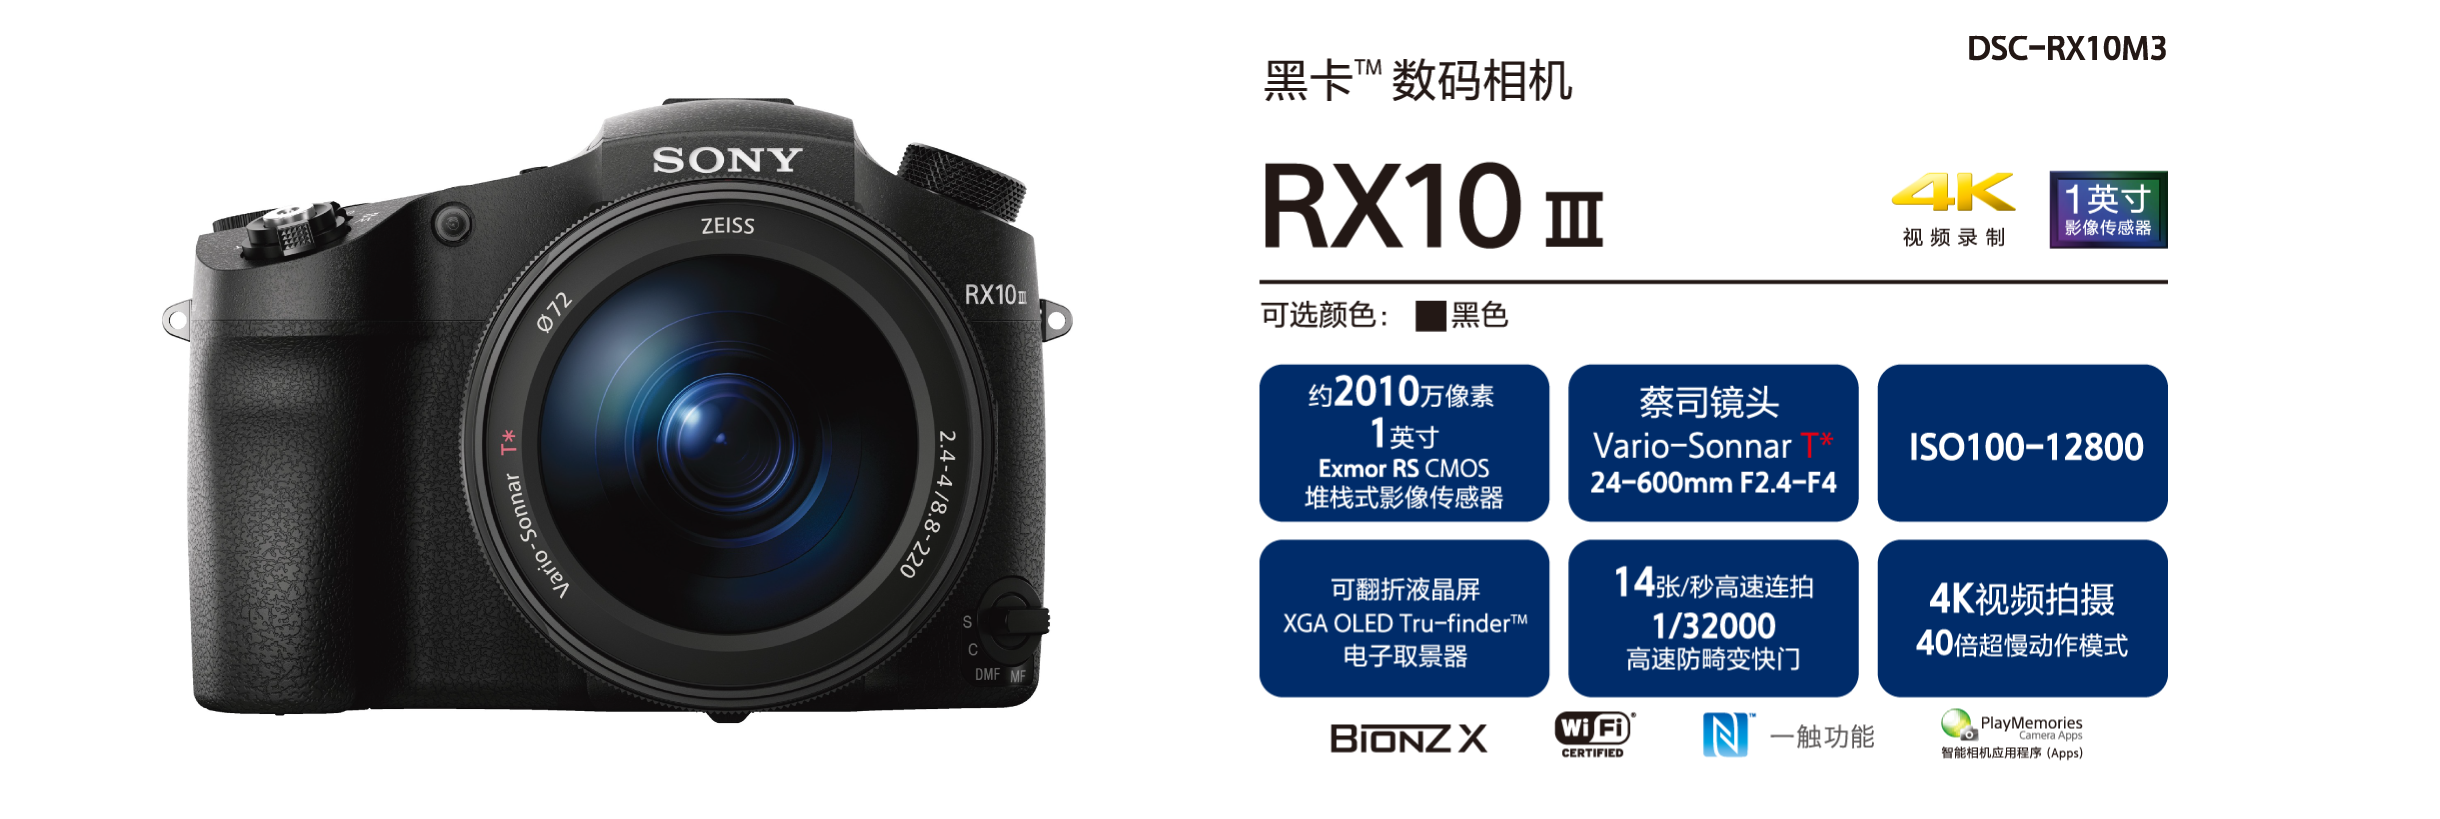 SONY
ZEISS
RX10 III
Ø72
T*
Vario-Sonnar
2.4-4/8.8-220
S
C
DMF MF
DSC-RX10M3
黑卡™ 数码相机
RX10 III
4K
视频录制
1英寸
影像传感器
可选颜色： 黑色
约2010万像素
1英寸
Exmor RS CMOS
堆栈式影像传感器
蔡司镜头
Vario-Sonnar T*
24-600mm F2.4-F4
ISO100-12800
可翻折液晶屏
XGA OLED Tru-finder™
电子取景器
14张/秒高速连拍
1/32000
高速防畸变快门
4K视频拍摄
40倍超慢动作模式
BIONZ X
Wi Fi®
CERTIFIED
N™ 一触功能
PlayMemories
Camera Apps
智能相机应用程序 (Apps)